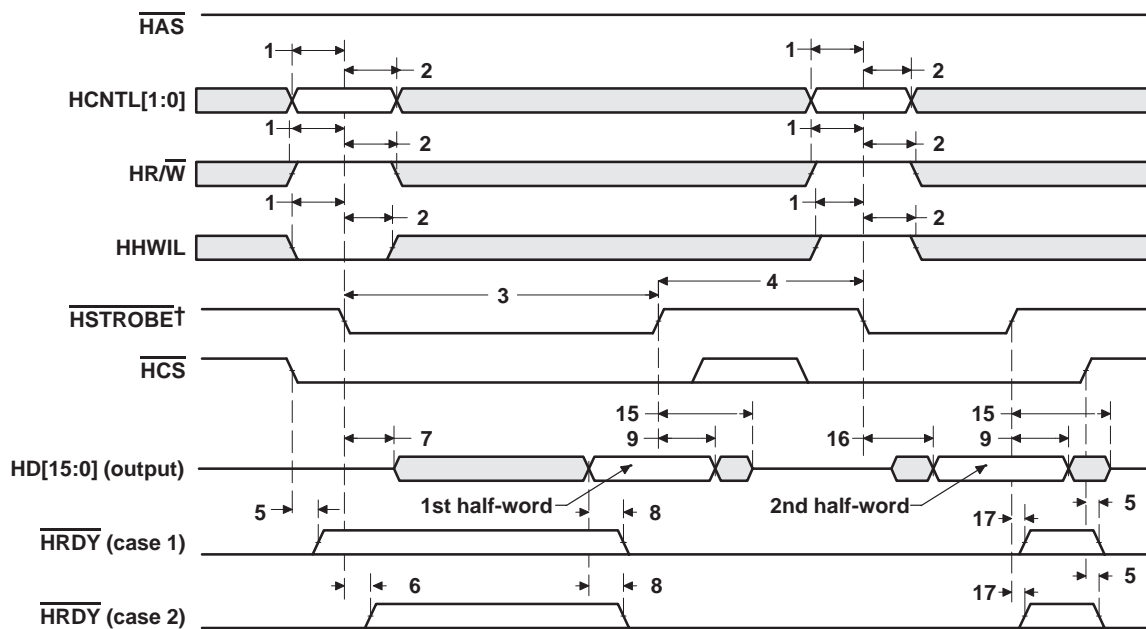 HAS
1 1
2 2
HCNTL[1:0]
1 1
2 2
HR/W
1 1
2 2
HHWIL
3 4
HSTROBE†
HCS
15 15
7 9 16 9
HD[15:0] (output)
1st half-word 2nd half-word
5 8 17 5
HRDY (case 1)
6 8 17 5
HRDY (case 2)